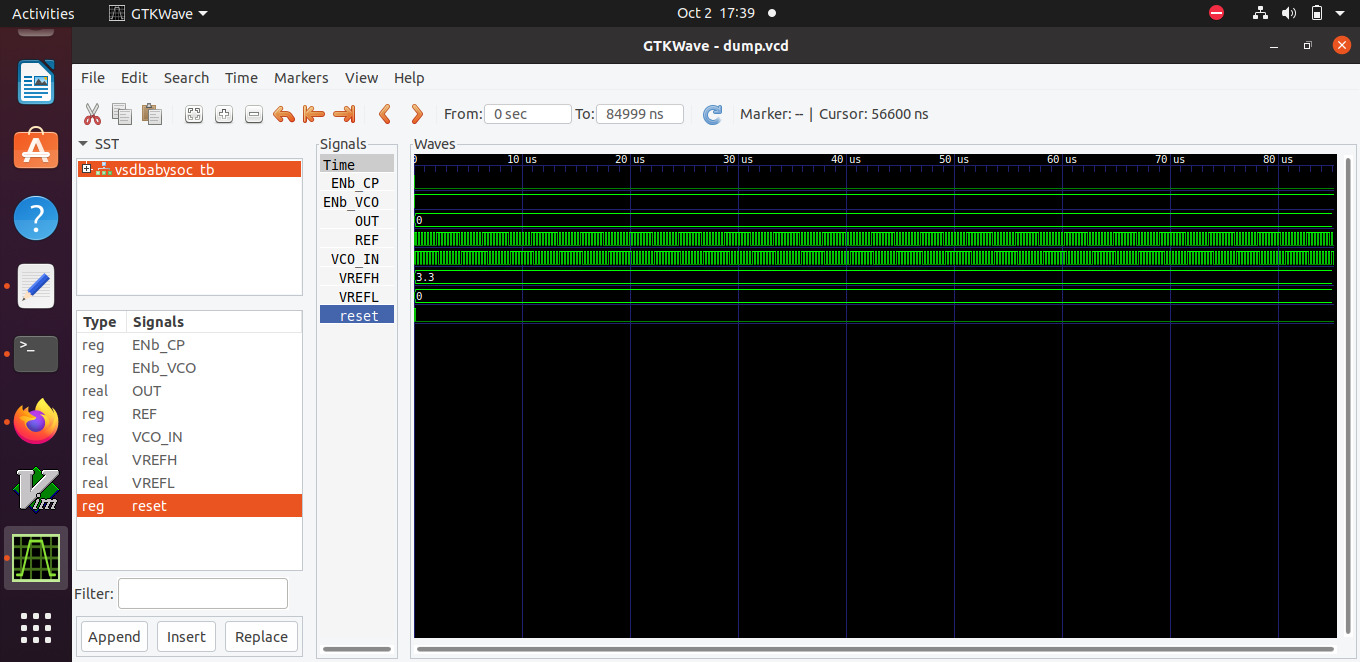 Activities GTKWave Oct 2 17:39
GTKWave - dump.vcd
File Edit Search Time Markers View Help
From: 0 sec To: 84999 ns Marker: -- | Cursor: 56600 ns
SST
vsdbabysoc_tb
Type Signals
reg ENb_CP
reg ENb_VCO
real OUT
reg REF
reg VCO_IN
real VREFH
real VREFL
reg reset
Filter:
Append Insert Replace
Signals
Time
ENb_CP
ENb_VCO
OUT
REF
VCO_IN
VREFH
VREFL
reset
Waves
0 10 us 20 us 30 us 40 us 50 us 60 us 70 us 80 us
0
3.3
0